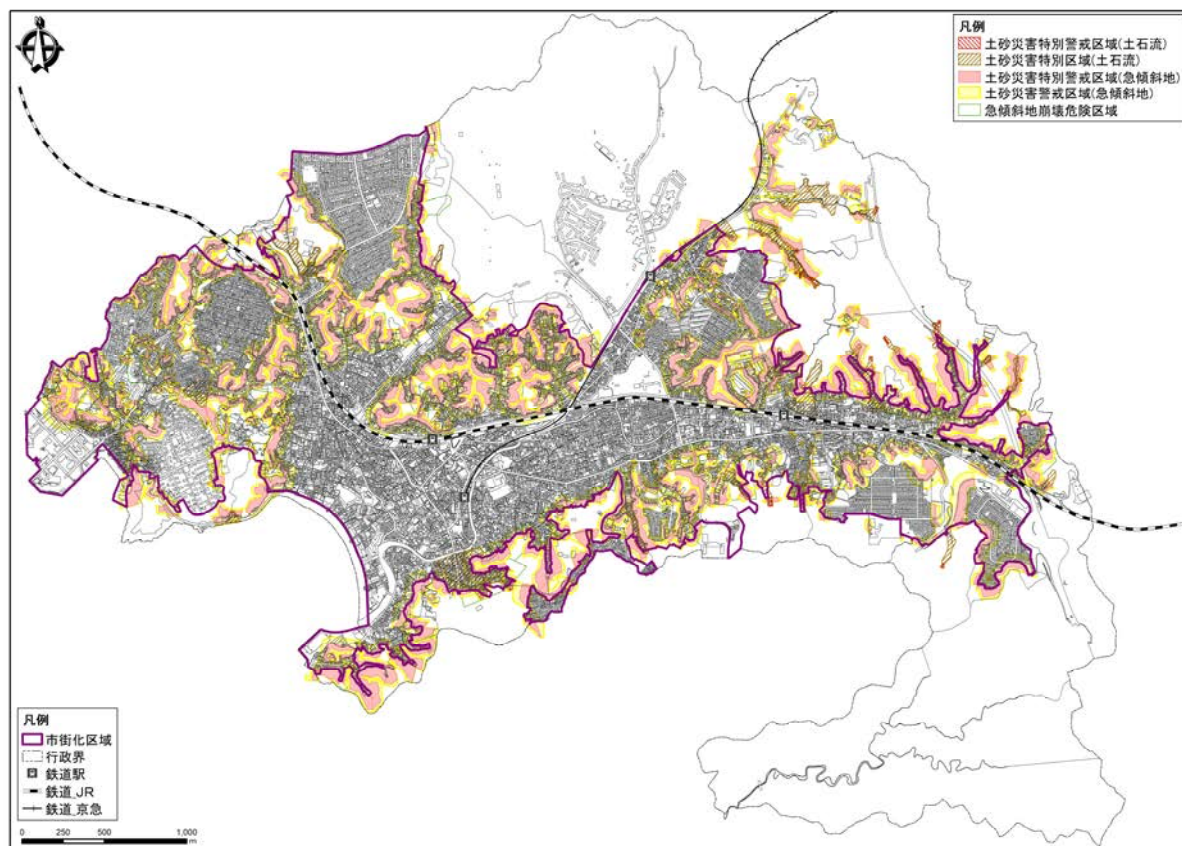 凡例
土砂災害特別警戒区域(土石流)
土砂災害特別区域(土石流)
土砂災害特別警戒区域(急傾斜地)
土砂災害警戒区域(急傾斜地)
急傾斜地崩壊危険区域
凡例
市街化区域
行政界
鉄道駅
鉄道_JR
鉄道_京急
0 250 500 1,000
m